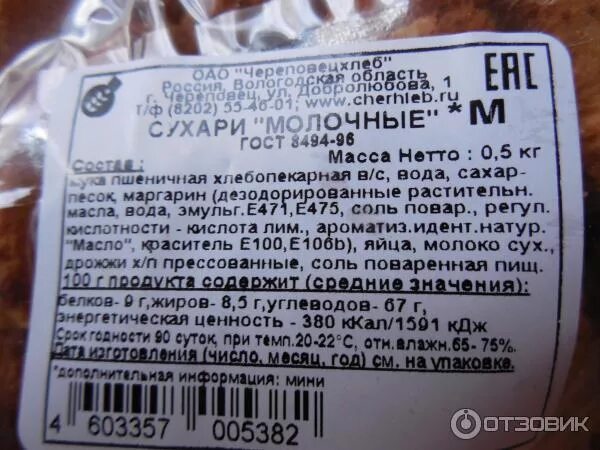 ОАО "Череповецхлеб"
Россия, Вологодская область
г. Череповец, ул. Добролюбова, 1
т/ф (8202) 55-46-01; www.cherhleb.ru
EAC
СУХАРИ "МОЛОЧНЫЕ" *М
ГОСТ 8494-96
Масса Нетто : 0,5 кг
Состав :
мука пшеничная хлебопекарная в/с, вода, сахар-
песок, маргарин (дезодорированные растительн.
масла, вода, эмульг.Е471,Е475, соль повар., регул.
кислотности - кислота лим., ароматиз.идент.натур.
"Масло", краситель Е100,Е106b), яйца, молоко сух.,
дрожжи х/п прессованные, соль поваренная пищ.
100 г продукта содержит (средние значения):
белков- 9 г,жиров- 8,5 г,углеводов- 67 г,
энергетическая ценность - 380 кКал/1591 кДж
Срок годности 90 суток, при темп.20-22°С, отн.влажн.65- 75%.
Дата изготовления (число, месяц, год) см. на упаковке.
*дополнительная информация: мини
4 603357 005382
ОТЗОВИК